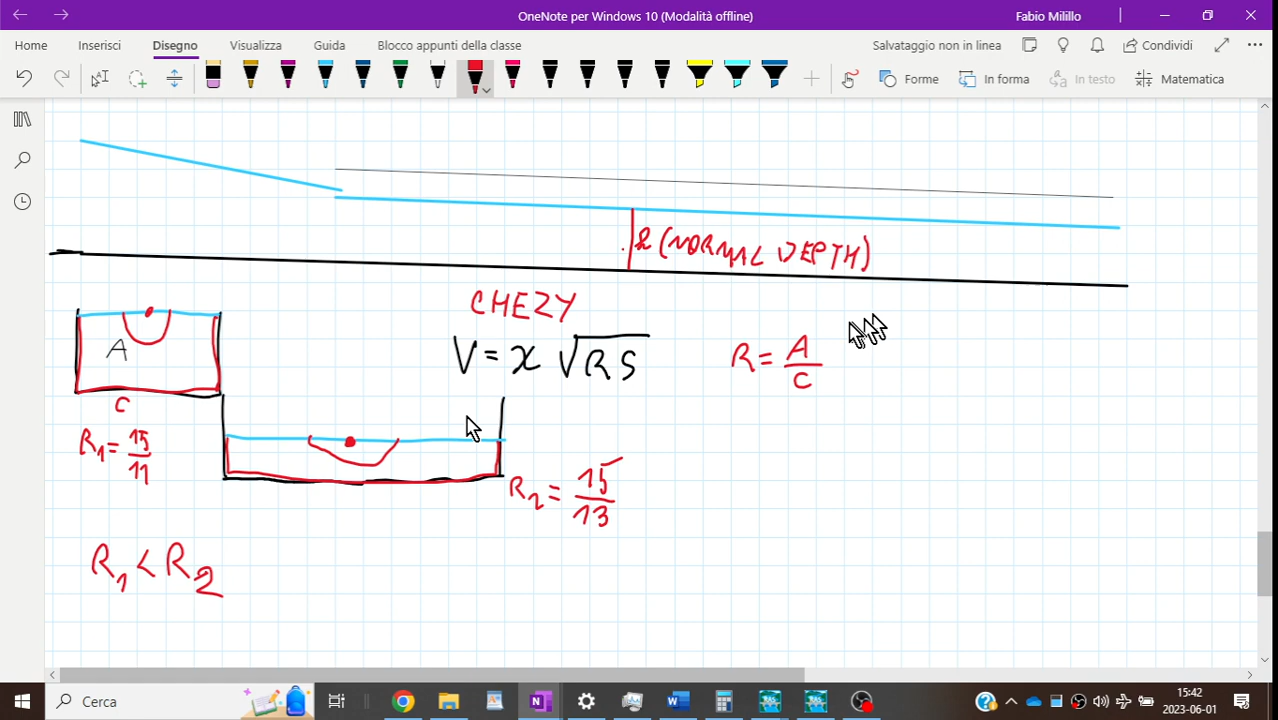 OneNote per Windows 10 (Modalità offline)
Fabio Milillo
Home Inserisci Disegno Visualizza Guida Blocco appunti della classe
Salvataggio non in linea Condividi
Forme In forma In testo Matematica
h (NORMAL DEPTH)
CHEZY
V = χ √RS
R = A/C
A
C
R₁ = 15/11
R₂ = 15/13
R₁ < R₂
Cerca
15:42
2023-06-01